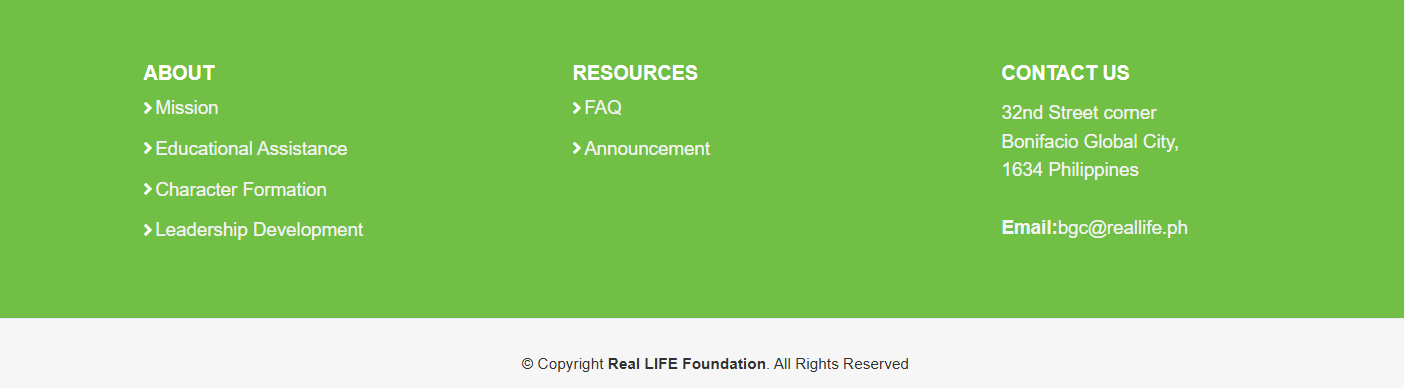 ABOUT
Mission
Educational Assistance
Character Formation
Leadership Development
RESOURCES
FAQ
Announcement
CONTACT US
32nd Street corner
Bonifacio Global City,
1634 Philippines
Email:bgc@reallife.ph
© Copyright Real LIFE Foundation. All Rights Reserved